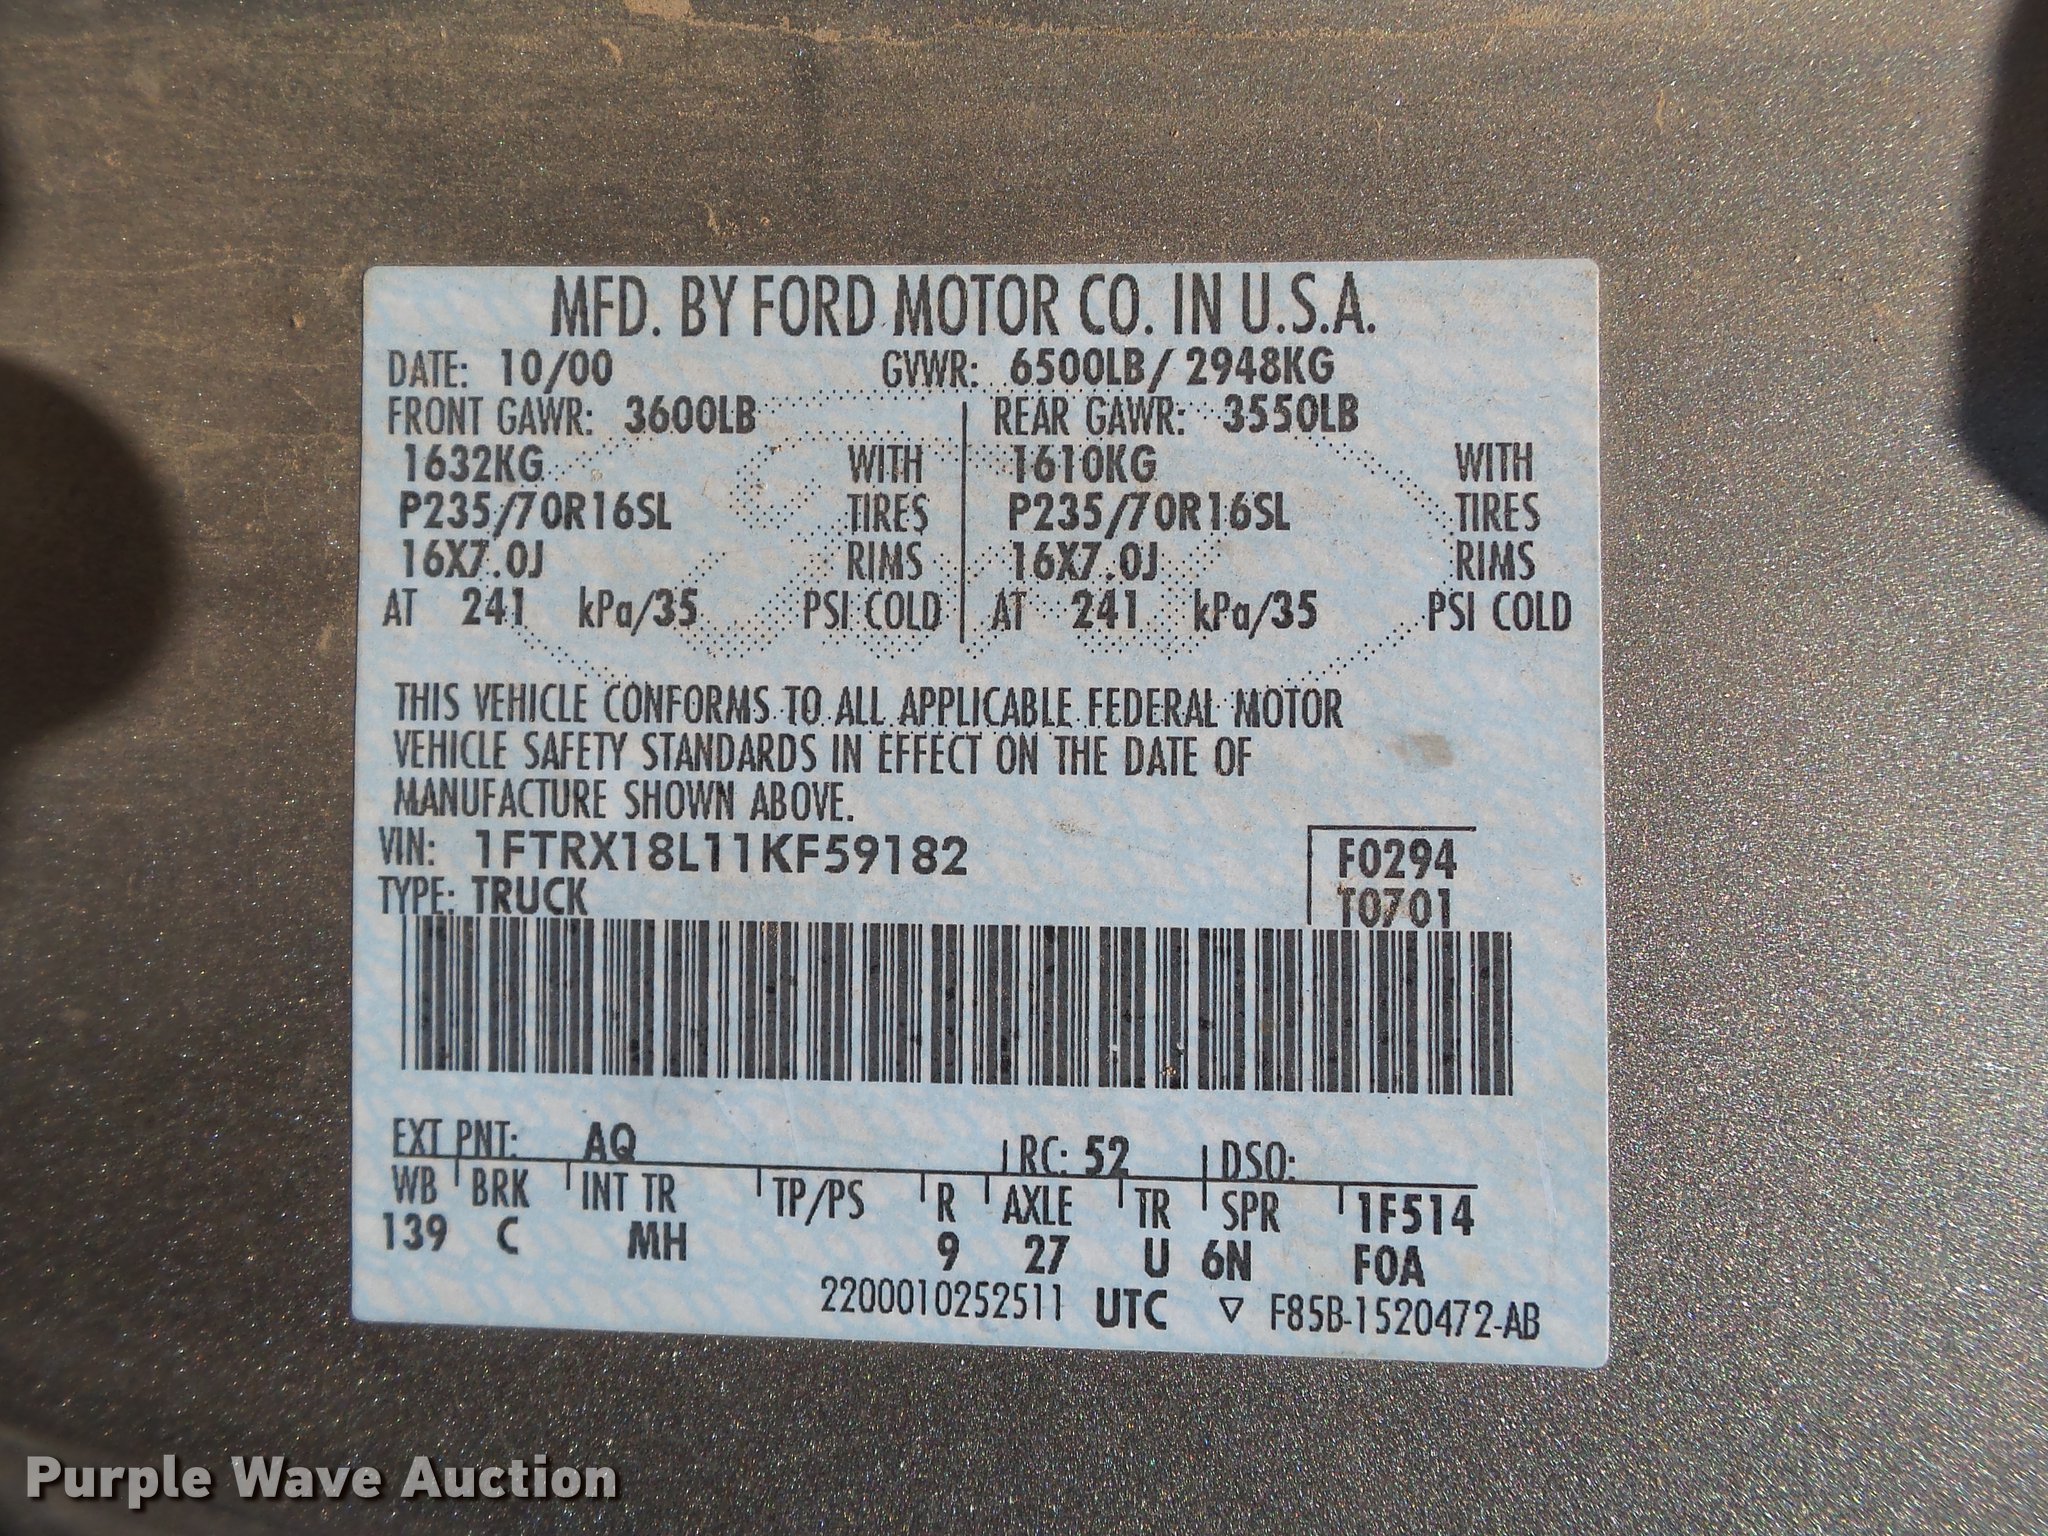 MFD. BY FORD MOTOR CO. IN U.S.A.
DATE: 10/00 GVWR: 6500LB/ 2948KG
FRONT GAWR: 3600LB REAR GAWR: 3550LB
1632KG WITH 1610KG WITH
P235/70R16SL TIRES P235/70R16SL TIRES
16X7.0J RIMS 16X7.0J RIMS
AT 241 kPa/35 PSI COLD AT 241 kPa/35 PSI COLD
THIS VEHICLE CONFORMS TO ALL APPLICABLE FEDERAL MOTOR
VEHICLE SAFETY STANDARDS IN EFFECT ON THE DATE OF
MANUFACTURE SHOWN ABOVE.
VIN: 1FTRX18L11KF59182 F0294
TYPE: TRUCK T0701
EXT PNT: AQ RC: 52 DSO:
WB BRK INT TR TP/PS R AXLE TR SPR 1F514
139 C MH 9 27 U 6N F0A
2200010252511 UTC ▽ F85B-1520472-AB
Purple Wave Auction